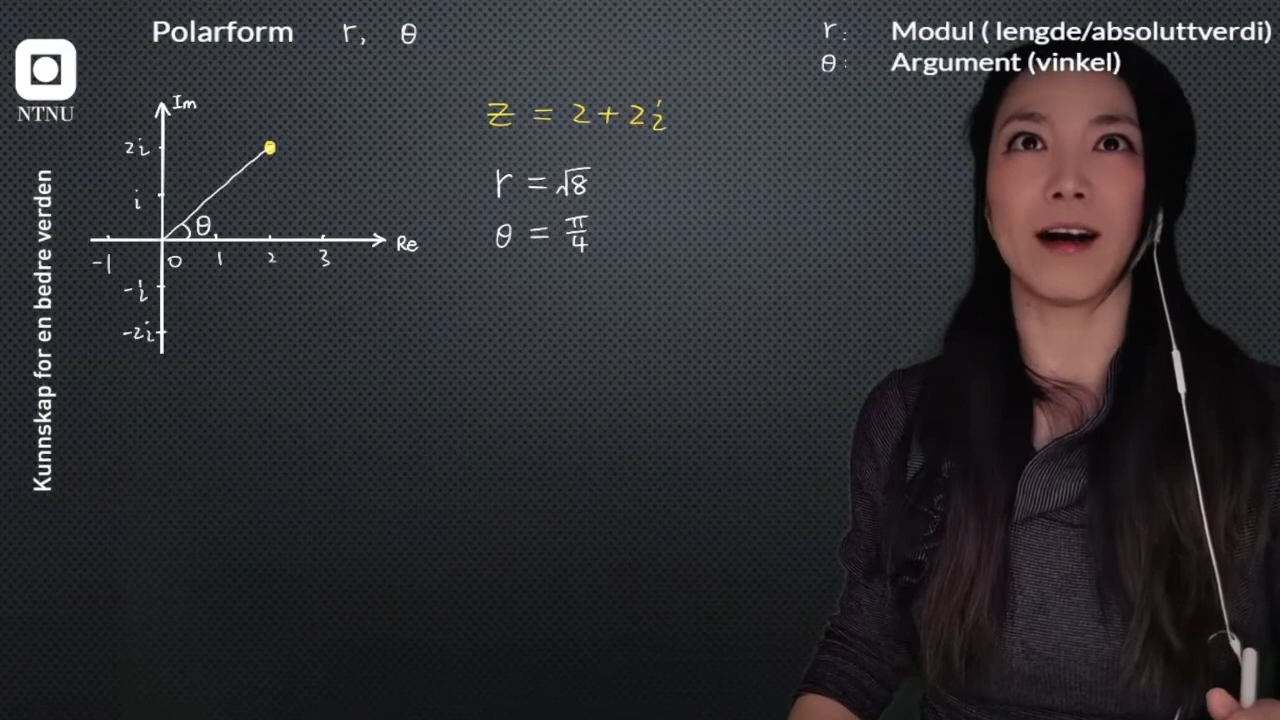 Polarform r, θ
r: Modul ( lengde/absoluttverdi)
θ: Argument (vinkel)
NTNU
Kunnskap for en bedre verden
Im
2i
i
θ
Re
-1 0 1 2 3
-i
-2i
z = 2 + 2i
r = √8
θ = π/4